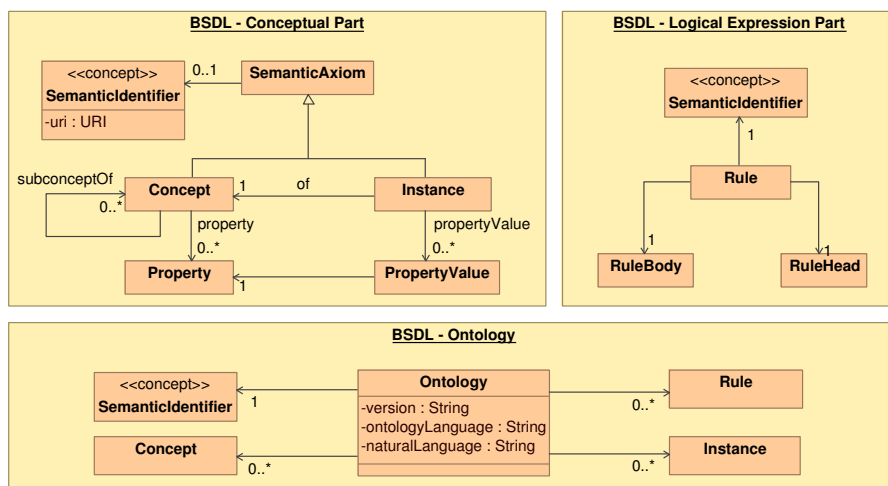 BSDL - Conceptual Part
<<concept>>
SemanticIdentifier
-uri : URI
0..1
SemanticAxiom
subconceptOf
0..*
Concept
1
of
Instance
property
0..*
propertyValue
0..*
Property
1
PropertyValue
BSDL - Logical Expression Part
<<concept>>
SemanticIdentifier
1
Rule
1
1
RuleBody
RuleHead
BSDL - Ontology
<<concept>>
SemanticIdentifier
1
Ontology
-version : String
-ontologyLanguage : String
-naturalLanguage : String
0..*
Rule
Concept
0..*
0..*
Instance